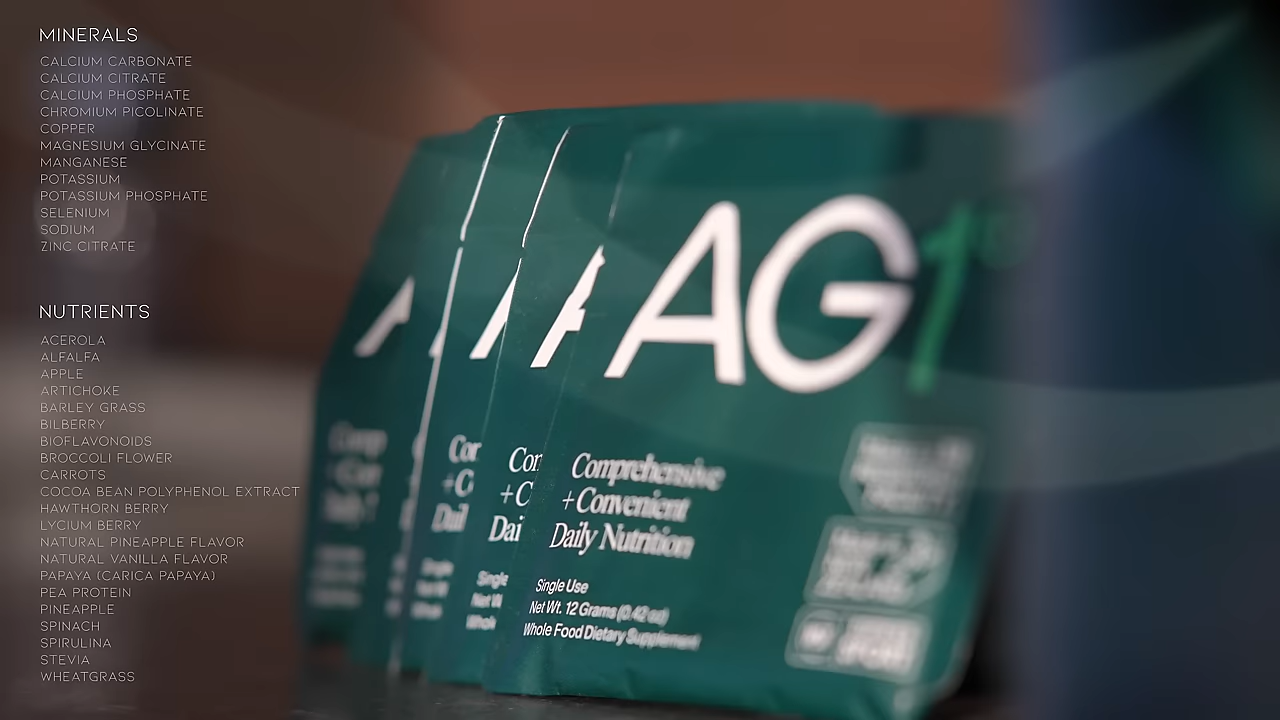 MINERALS
CALCIUM CARBONATE
CALCIUM CITRATE
CALCIUM PHOSPHATE
CHROMIUM PICOLINATE
COPPER
MAGNESIUM GLYCINATE
MANGANESE
POTASSIUM
POTASSIUM PHOSPHATE
SELENIUM
SODIUM
ZINC CITRATE
NUTRIENTS
ACEROLA
ALFALFA
APPLE
ARTICHOKE
BARLEY GRASS
BILBERRY
BIOFLAVONOIDS
BROCCOLI FLOWER
CARROTS
COCOA BEAN POLYPHENOL EXTRACT
HAWTHORN BERRY
LYCIUM BERRY
NATURAL PINEAPPLE FLAVOR
NATURAL VANILLA FLAVOR
PAPAYA (CARICA PAPAYA)
PEA PROTEIN
PINEAPPLE
SPINACH
SPIRULINA
STEVIA
WHEATGRASS
AG1
Comprehensive
+Convenient
Daily Nutrition
Single Use
Net Wt. 12 Grams (0.42 oz)
Whole Food Dietary Supplement